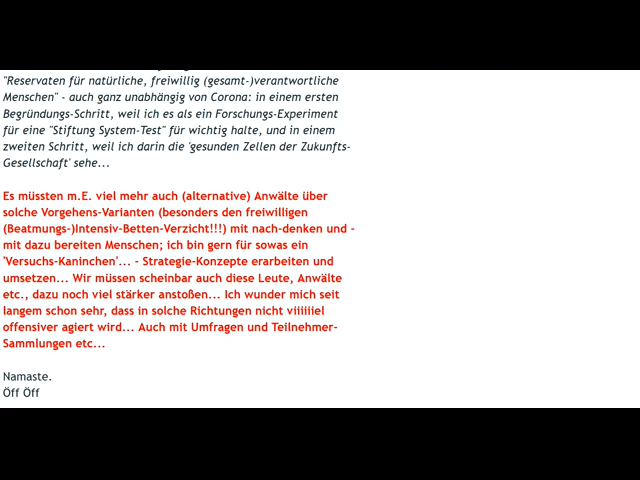 "Reservaten für natürliche, freiwillig (gesamt-)verantwortliche
Menschen" - auch ganz unabhängig von Corona: in einem ersten
Begründungs-Schritt, weil ich es als ein Forschungs-Experiment
für eine "Stiftung System-Test" für wichtig halte, und in einem
zweiten Schritt, weil ich darin die 'gesunden Zellen der Zukunfts-
Gesellschaft' sehe...
Es müssten m.E. viel mehr auch (alternative) Anwälte über
solche Vorgehens-Varianten (besonders den freiwilligen
(Beatmungs-)Intensiv-Betten-Verzicht!!!) mit nach-denken und -
mit dazu bereiten Menschen; ich bin gern für sowas ein
'Versuchs-Kaninchen'... - Strategie-Konzepte erarbeiten und
umsetzen... Wir müssen scheinbar auch diese Leute, Anwälte
etc., dazu noch viel stärker anstoßen... Ich wunder mich seit
langem schon sehr, dass in solche Richtungen nicht viiiiiiel
offensiver agiert wird... Auch mit Umfragen und Teilnehmer-
Sammlungen etc...
Namaste.
Öff Öff